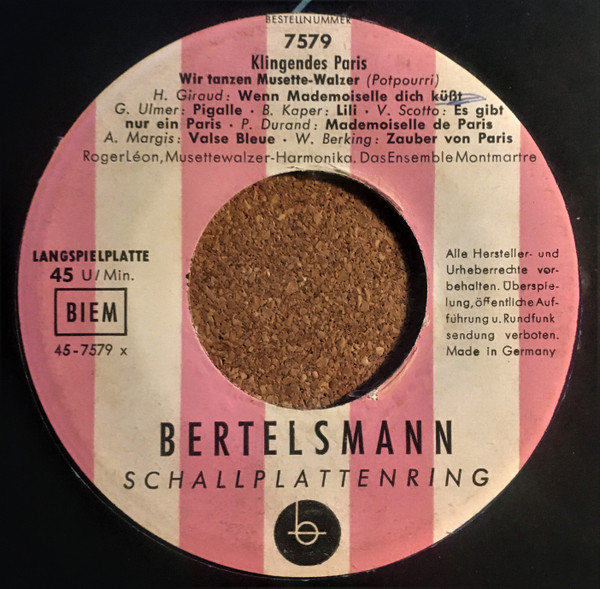 BESTELLNUMMER
7579
Klingendes Paris
Wir tanzen Musette-Walzer (Potpourri)
H. Giraud: Wenn Mademoiselle dich küßt
G. Ulmer: Pigalle · B. Kaper: Lili · V. Scotto: Es gibt
nur ein Paris · P. Durand: Mademoiselle de Paris
A. Margis: Valse Bleue · W. Berking: Zauber von Paris
Roger Léon, Musettewalzer-Harmonika. Das Ensemble Montmartre
LANGSPIELPLATTE
45 U/Min.
BIEM
45-7579 x
Alle Hersteller- und
Urheberrechte vor-
behalten. Überspie-
lung, öffentliche Auf-
führung u. Rundfunk
sendung verboten.
Made in Germany
BERTELSMANN
SCHALLPLATTENRING
b